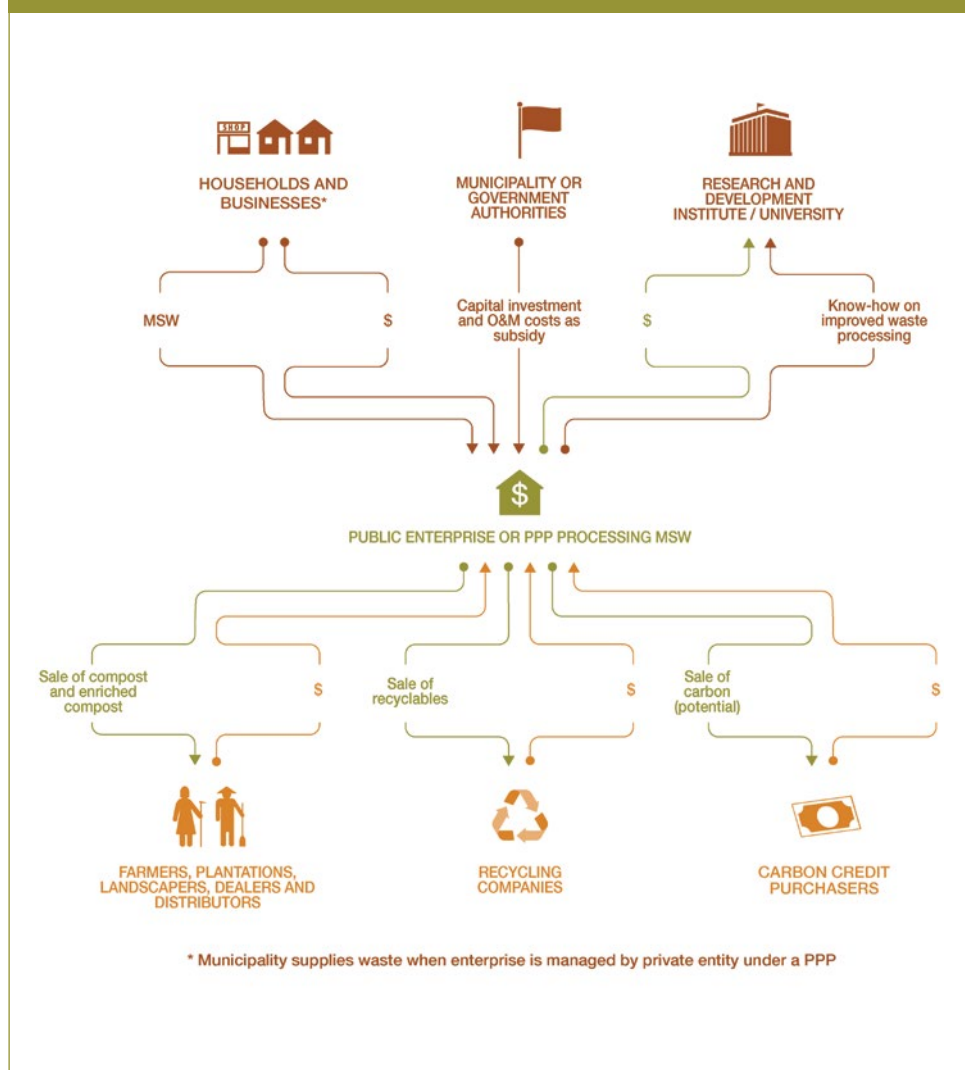 SHOP
HOUSEHOLDS AND
BUSINESSES*
MUNICIPALITY OR
GOVERNMENT
AUTHORITIES
RESEARCH AND
DEVELOPMENT
INSTITUTE / UNIVERSITY
MSW
$
Capital investment
and O&M costs as
subsidy
$
Know-how on
improved waste
processing
$
PUBLIC ENTERPRISE OR PPP PROCESSING MSW
Sale of compost
and enriched
compost
$
Sale of
recyclables
$
Sale of
carbon
(potential)
$
FARMERS, PLANTATIONS,
LANDSCAPERS, DEALERS AND
DISTRIBUTORS
RECYCLING
COMPANIES
CARBON CREDIT
PURCHASERS
* Municipality supplies waste when enterprise is managed by private entity under a PPP